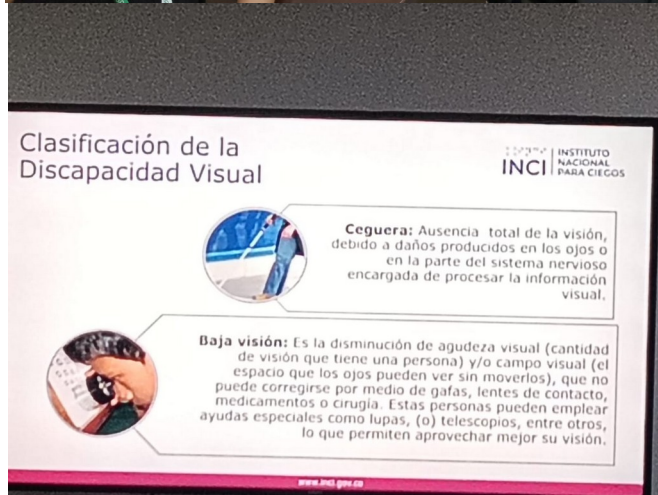 Clasificación de la
Discapacidad Visual
INCI
INSTITUTO
NACIONAL
PARA CIEGOS
Ceguera: Ausencia total de la visión,
debido a daños producidos en los ojos o
en la parte del sistema nervioso
encargada de procesar la información
visual.
Baja visión: Es la disminución de agudeza visual (cantidad
de visión que tiene una persona) y/o campo visual (el
espacio que los ojos pueden ver sin moverlos), que no
puede corregirse por medio de gafas, lentes de contacto,
medicamentos o cirugía. Estas personas pueden emplear
ayudas especiales como lupas, (o) telescopios, entre otros,
lo que permiten aprovechar mejor su visión.
www.inci.gov.co